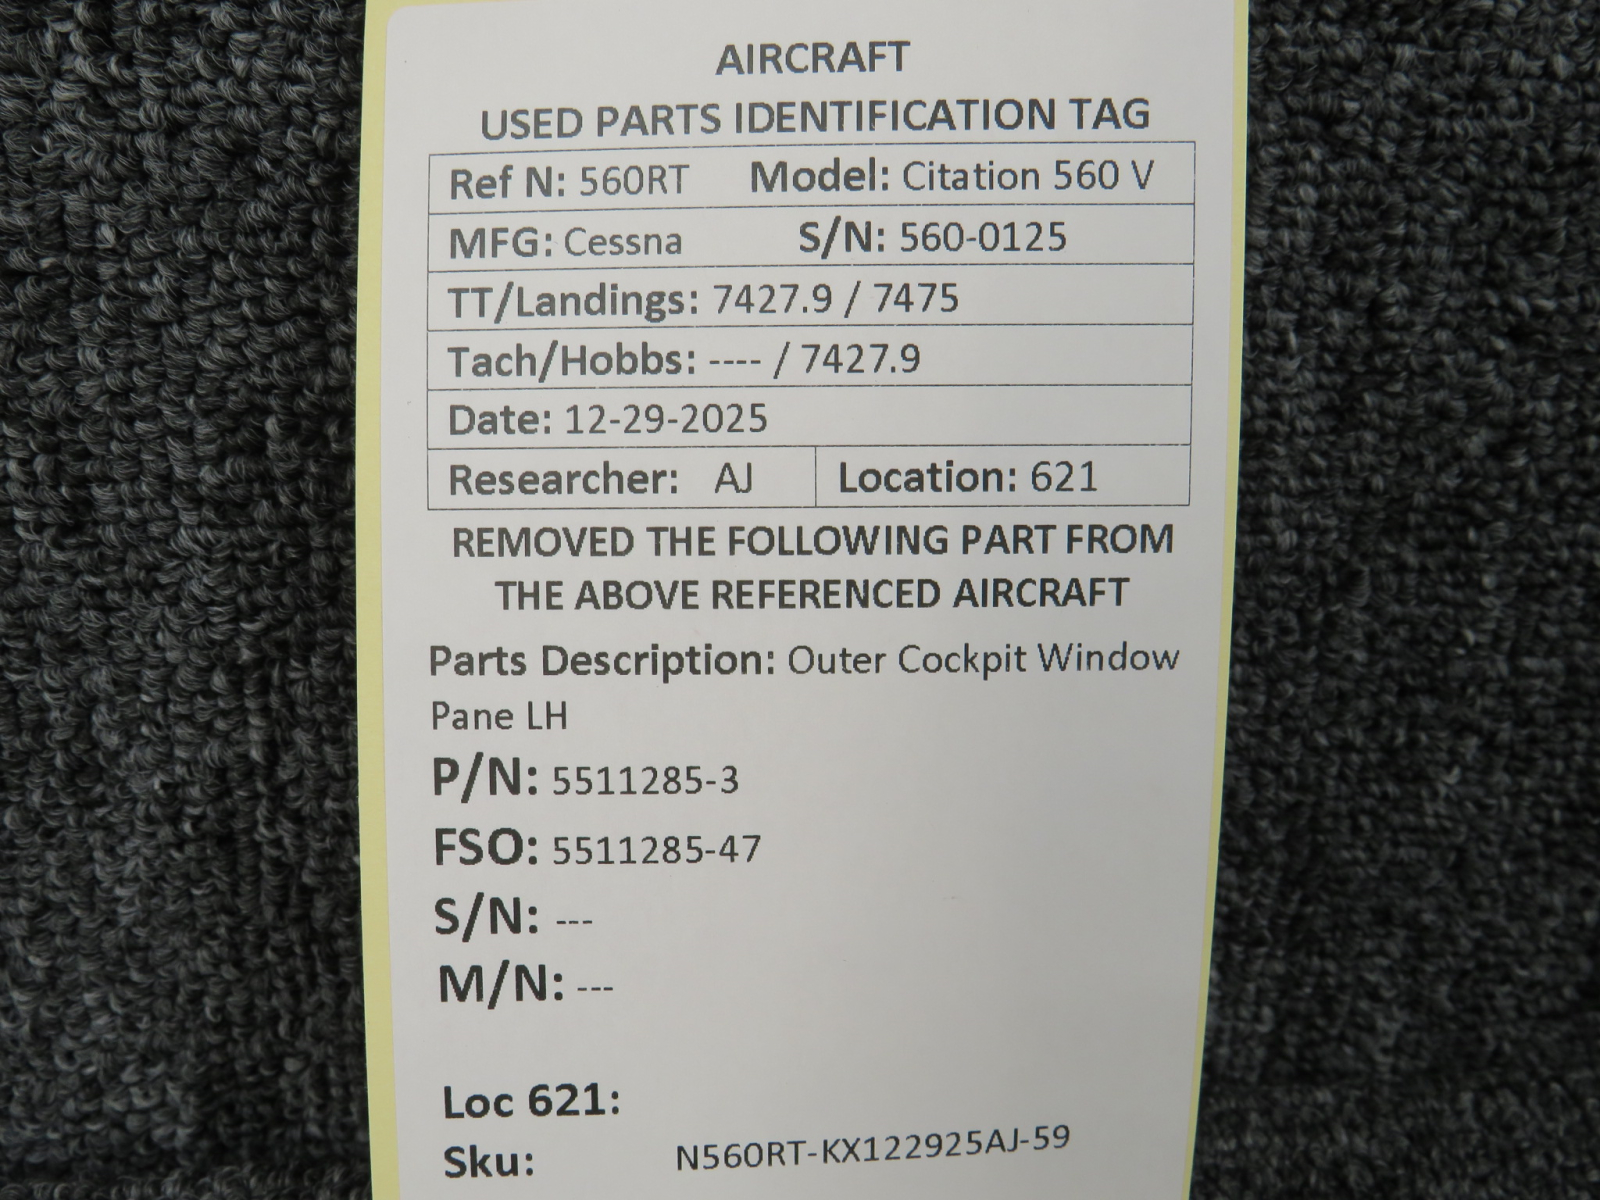 AIRCRAFT
USED PARTS IDENTIFICATION TAG
Ref N: 560RT Model: Citation 560 V
MFG: Cessna S/N: 560-0125
TT/Landings: 7427.9 / 7475
Tach/Hobbs: ---- / 7427.9
Date: 12-29-2025
Researcher: AJ Location: 621
REMOVED THE FOLLOWING PART FROM
THE ABOVE REFERENCED AIRCRAFT
Parts Description: Outer Cockpit Window
Pane LH
P/N: 5511285-3
FSO: 5511285-47
S/N: ---
M/N: ---
Loc 621:
Sku: N560RT-KX122925AJ-59